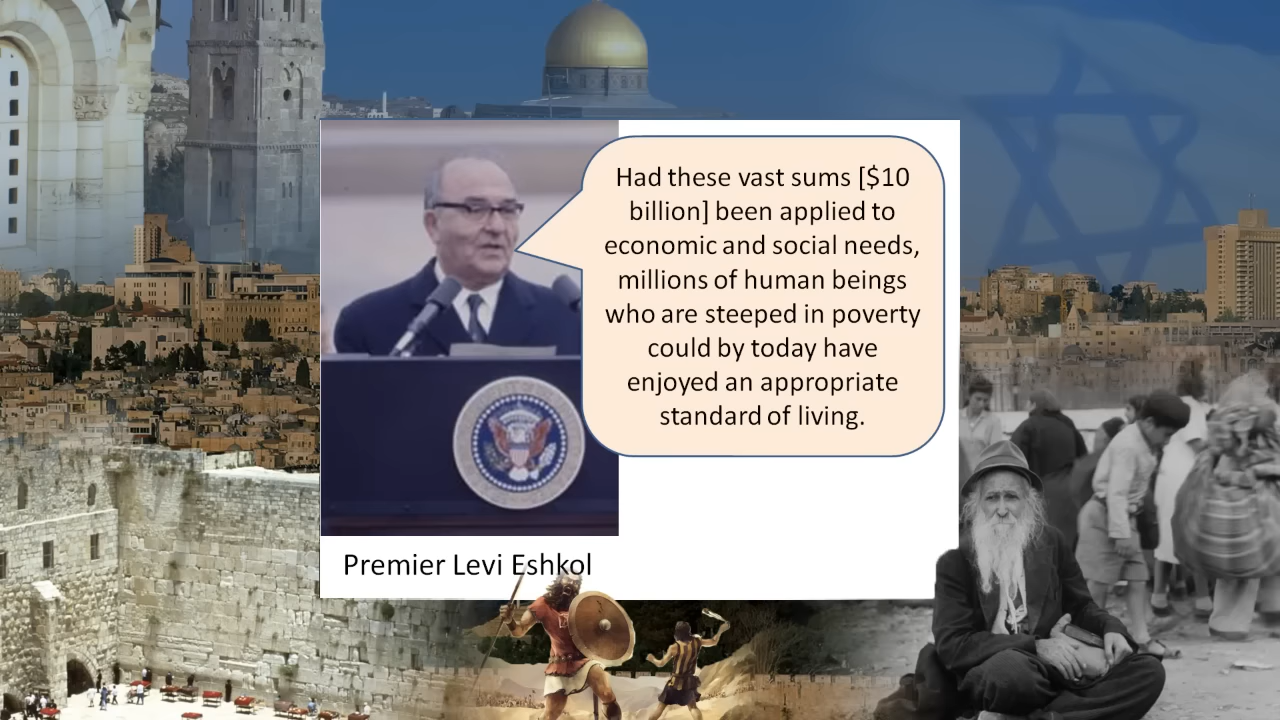 Had these vast sums [$10
billion] been applied to
economic and social needs,
millions of human beings
who are steeped in poverty
could by today have
enjoyed an appropriate
standard of living.
Premier Levi Eshkol